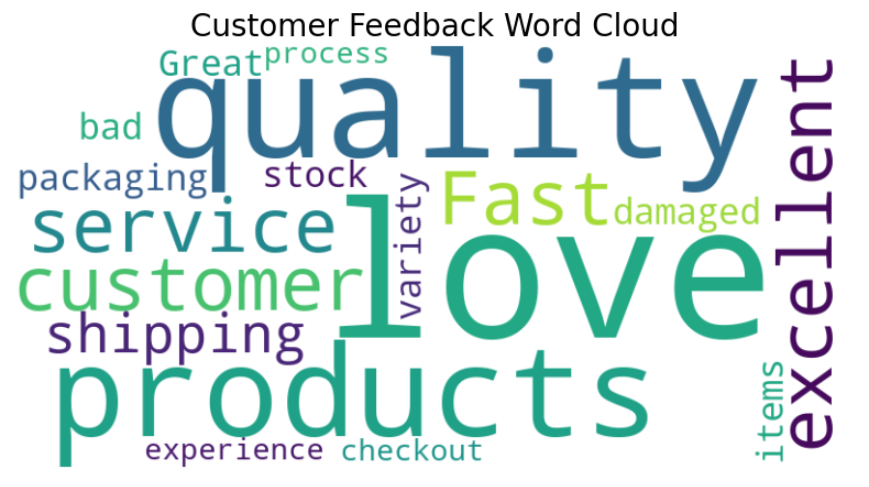 Customer Feedback Word Cloud
Great process
quality
bad
excellent
packaging
stock
variety
Fast
damaged
service
love
customer
shipping
products
items
experience
checkout